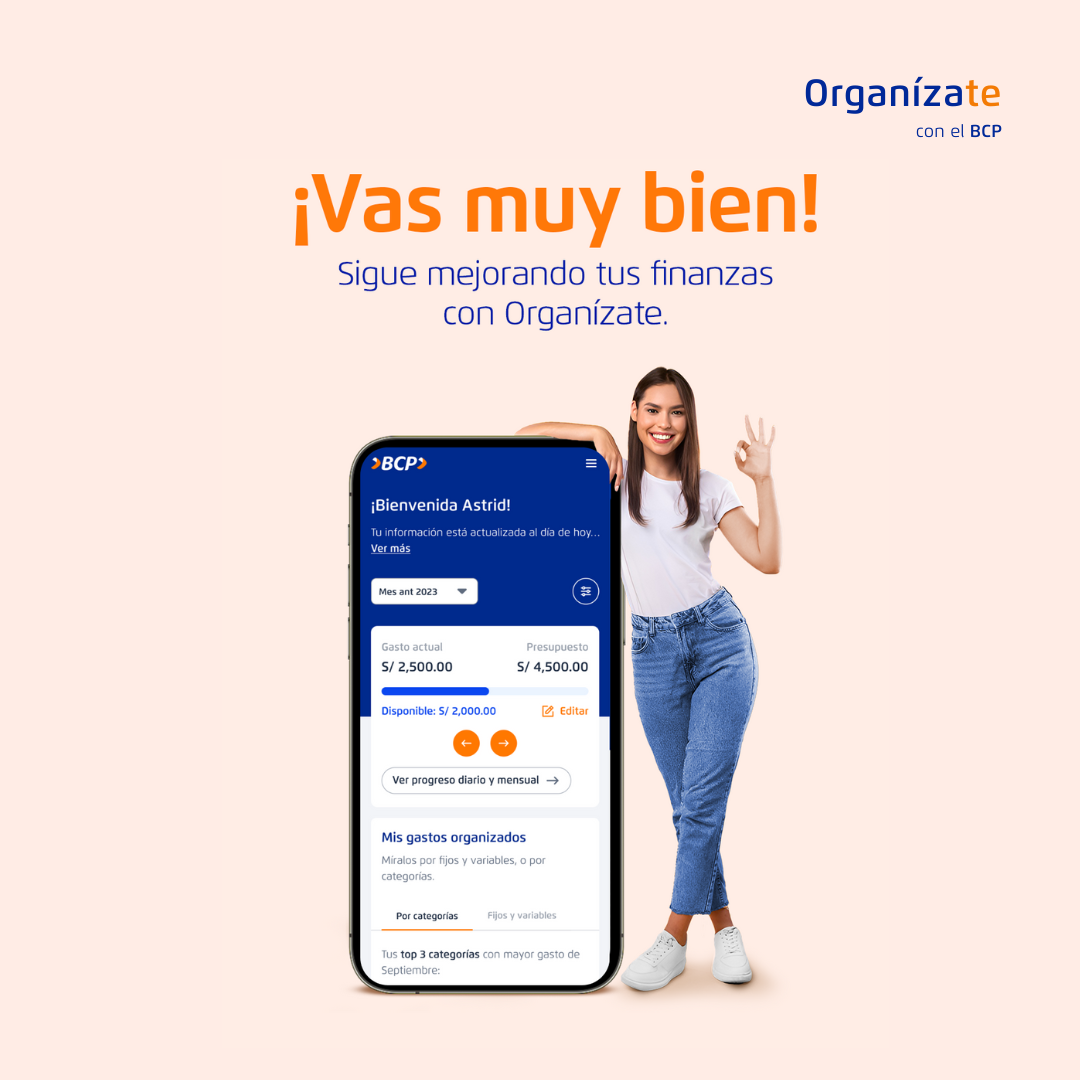 Organízate
con el BCP
¡Vas muy bien!
Sigue mejorando tus finanzas
con Organízate.
BCP
¡Bienvenida Astrid!
Tu información está actualizada al día de hoy...
Ver más
Mes ant 2023
Gasto actual Presupuesto
S/ 2,500.00 S/ 4,500.00
Disponible: S/ 2,000.00 Editar
Ver progreso diario y mensual
Mis gastos organizados
Míralos por fijos y variables, o por
categorías.
Por categorías Fijos y variables
Tus top 3 categorías con mayor gasto de
Septiembre: